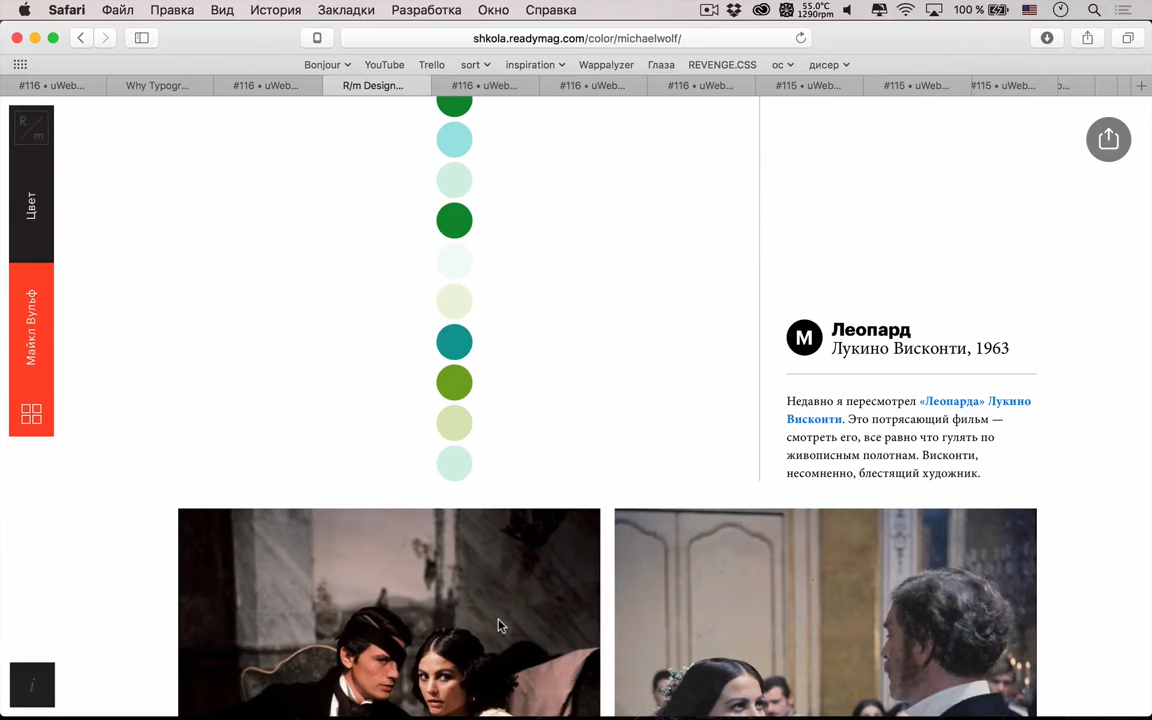 Safari Файл Правка Вид История Закладки Разработка Окно Справка 55.0°C 1290rpm 100 %
shkola.readymag.com/color/michaelwolf/
Bonjour YouTube Trello sort inspiration Wappalyzer Глаза REVENGE.CSS ос дисер
#116 • uWeb... Why Typogr... #116 • uWeb... R/m Design... #116 • uWeb... #116 • uWeb... #116 • uWeb... #115 • uWeb... #115 • uWeb... #115 • uWeb...
R/m
Цвет
Майкл Вульф
M
Леопард
Лукино Висконти, 1963
Недавно я пересмотрел «Леопарда» Лукино
Висконти. Это потрясающий фильм —
смотреть его, все равно что гулять по
живописным полотнам. Висконти,
несомненно, блестящий художник.
i